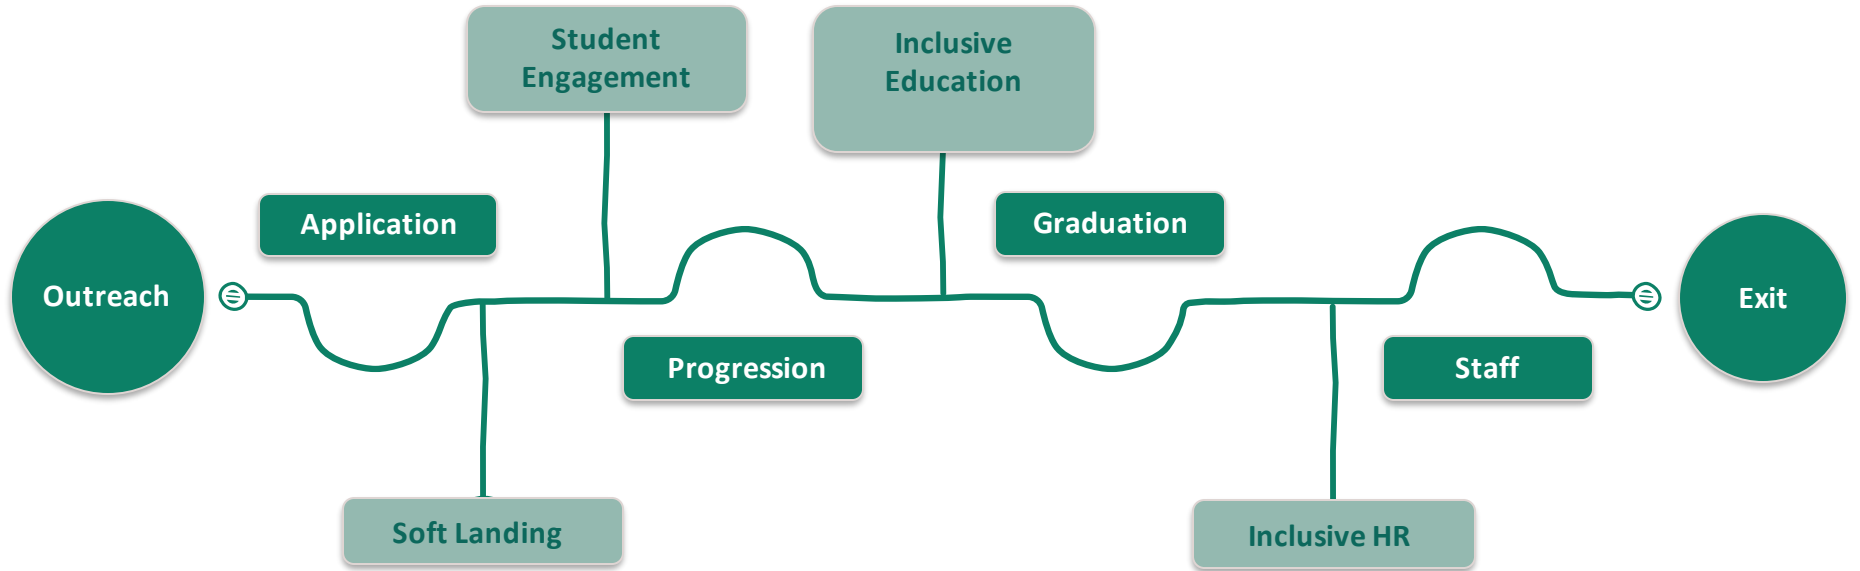 Student
Engagement
Inclusive
Education
Application
Graduation
Outreach
Exit
Progression
Staff
Soft Landing
Inclusive HR